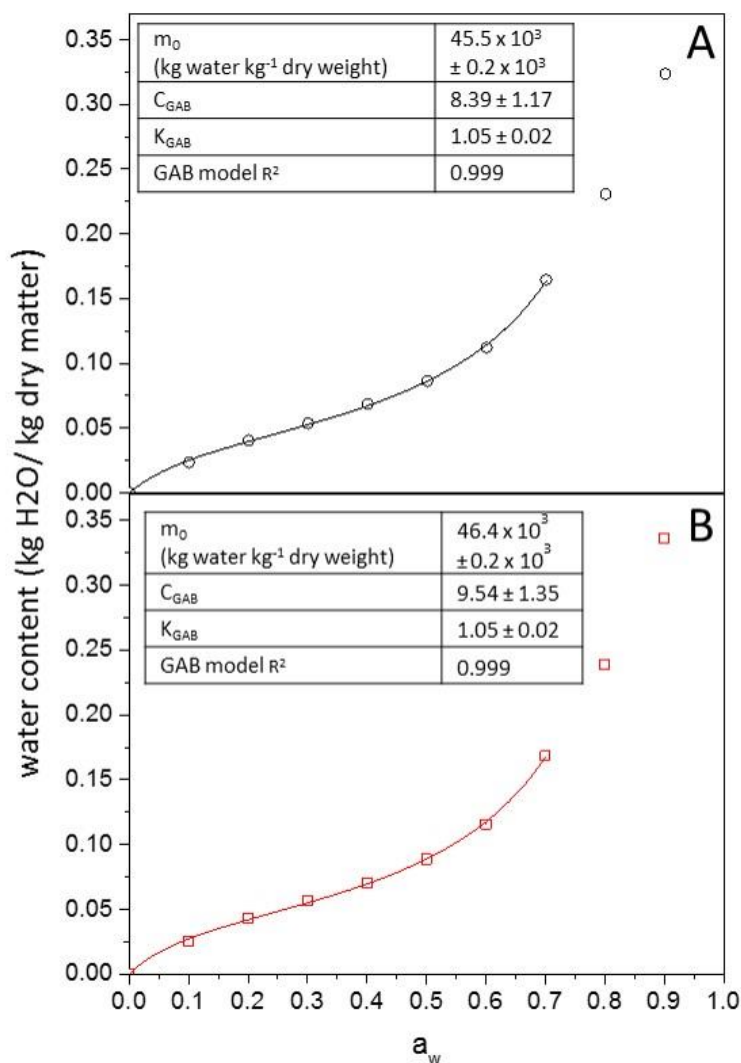 A
m₀
(kg water kg⁻¹ dry weight)
45.5 x 10³
± 0.2 x 10³
C_GAB
8.39 ± 1.17
K_GAB
1.05 ± 0.02
GAB model R²
0.999
0.35
0.30
0.25
0.20
0.15
0.10
0.05
0.00
B
m₀
(kg water kg⁻¹ dry weight)
46.4 x 10³
± 0.2 x 10³
C_GAB
9.54 ± 1.35
K_GAB
1.05 ± 0.02
GAB model R²
0.999
0.35
0.30
0.25
0.20
0.15
0.10
0.05
0.00
0.0 0.1 0.2 0.3 0.4 0.5 0.6 0.7 0.8 0.9 1.0
a_w
water content (kg H2O/ kg dry matter)